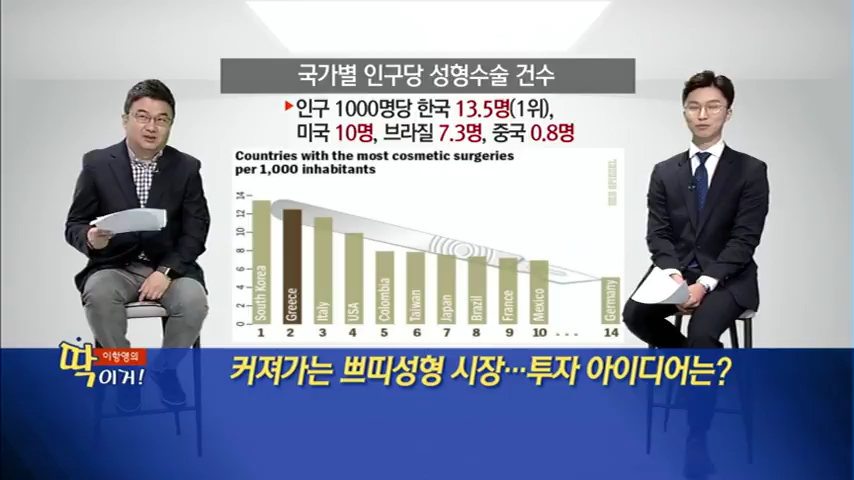 국가별 인구당 성형수술 건수
▶인구 1000명당 한국 13.5명(1위),
미국 10명, 브라질 7.3명, 중국 0.8명
Countries with the most cosmetic surgeries
per 1,000 inhabitants
DER SPIEGEL
14
12
10
8
6
4
2
0
South Korea
Greece
Italy
USA
Colombia
Taiwan
Japan
Brazil
France
Mexico
Germany
1 2 3 4 5 6 7 8 9 10 ... 14
이항영의
딱
이거!
커져가는 쁘띠성형 시장…투자 아이디어는?